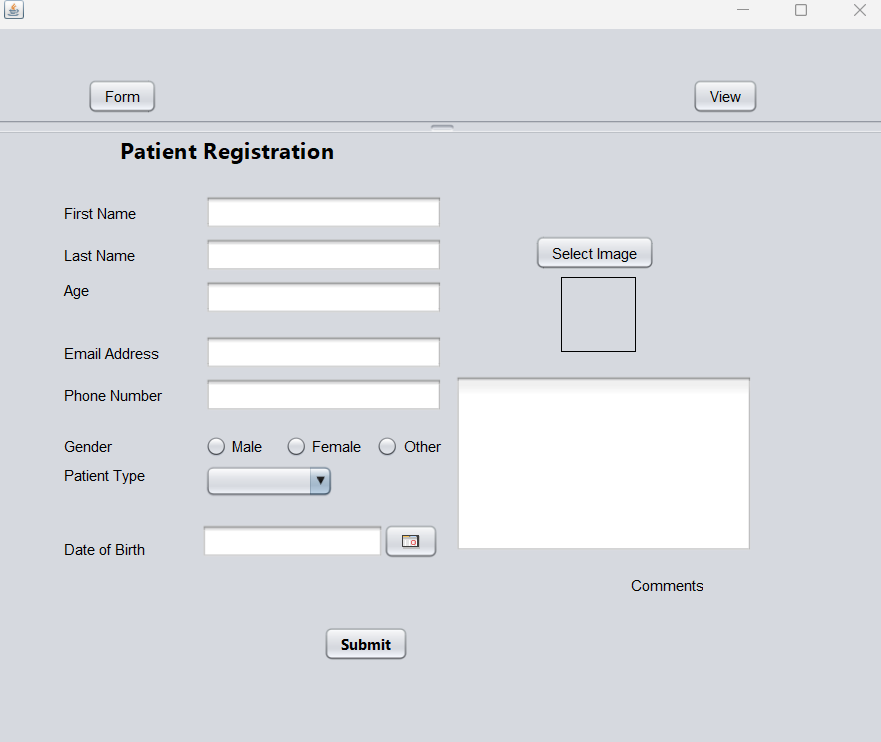 Form
View
Patient Registration
First Name
Last Name
Select Image
Age
Email Address
Phone Number
Gender
Male
Female
Other
Patient Type
Date of Birth
Comments
Submit